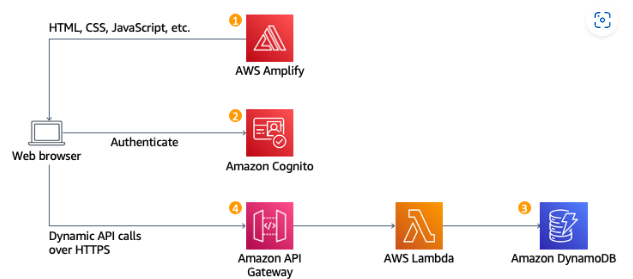 HTML, CSS, JavaScript, etc.
1
AWS Amplify
2
Web browser
Authenticate
Amazon Cognito
4
3
Dynamic API calls
over HTTPS
Amazon API
Gateway
AWS Lambda
Amazon DynamoDB